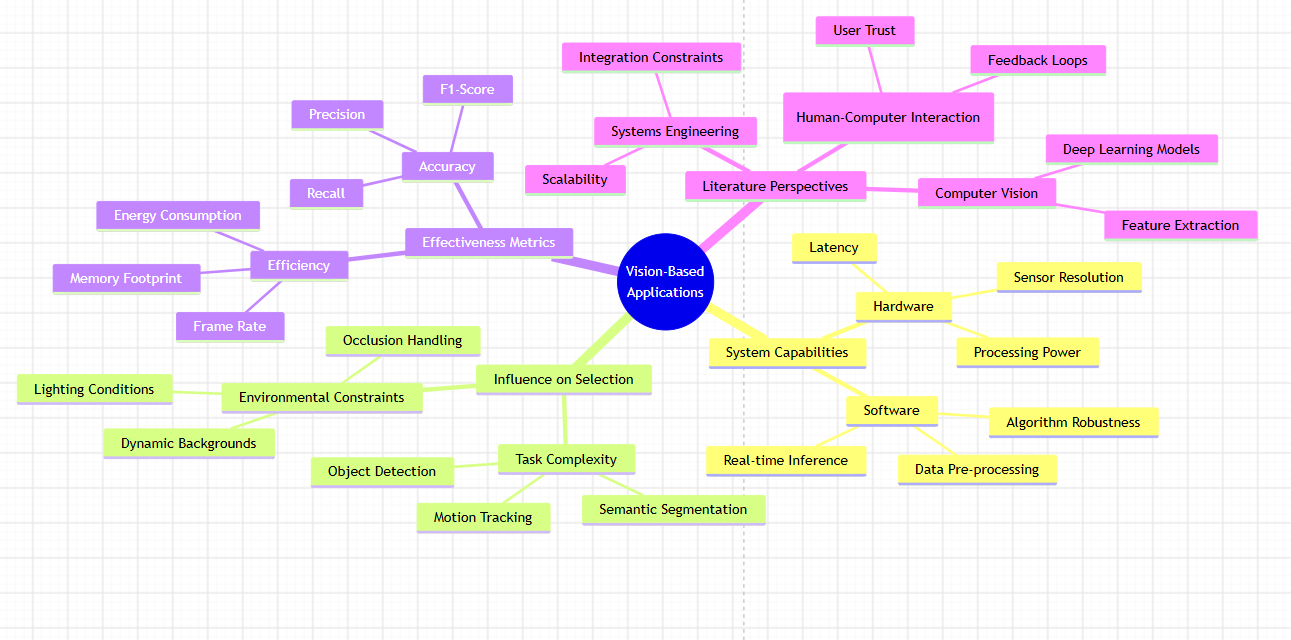 User Trust
Integration Constraints
Feedback Loops
F1-Score
Precision
Human-Computer Interaction
Systems Engineering
Deep Learning Models
Accuracy
Scalability
Literature Perspectives
Recall
Computer Vision
Energy Consumption
Feature Extraction
Effectiveness Metrics
Latency
Efficiency
Vision-Based
Applications
Memory Footprint
Sensor Resolution
Hardware
Frame Rate
Occlusion Handling
System Capabilities
Processing Power
Influence on Selection
Lighting Conditions
Environmental Constraints
Software
Algorithm Robustness
Dynamic Backgrounds
Task Complexity
Real-time Inference
Object Detection
Data Pre-processing
Semantic Segmentation
Motion Tracking